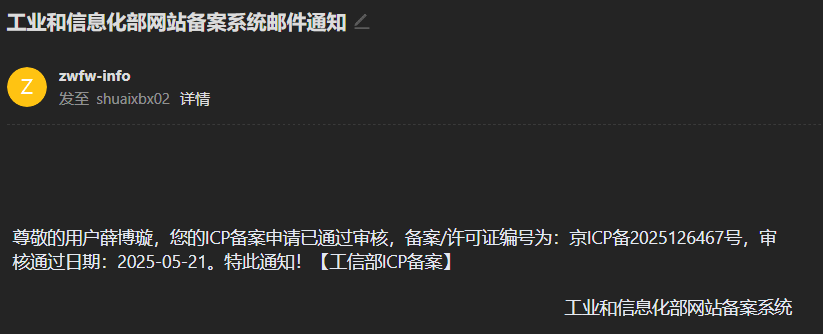 工业和信息化部网站备案系统邮件通知
Z
zwfw-info
发至 shuaixbx02 详情
尊敬的用户薛博璇，您的ICP备案申请已通过审核，备案/许可证编号为：京ICP备2025126467号，审
核通过日期：2025-05-21。特此通知！【工信部ICP备案】
工业和信息化部网站备案系统